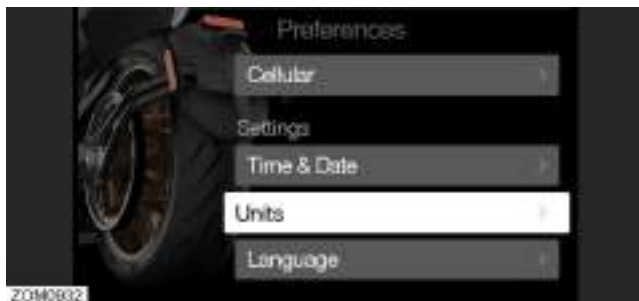 Preferences
Cellular
Settings
Time & Date
Units
Language
ZOM0932